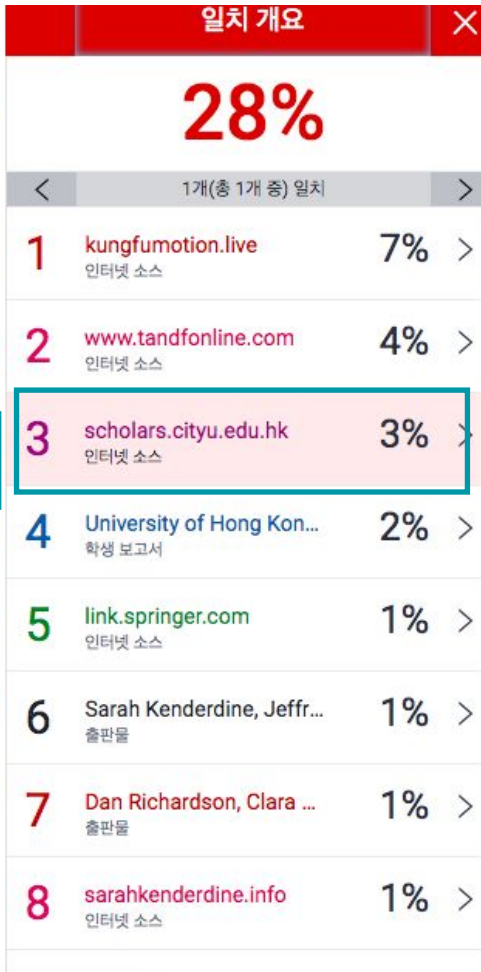 일치 개요
28%
1개(총 1개 중) 일치
1 kungfumotion.live 7%
인터넷 소스
2 www.tandfonline.com 4%
인터넷 소스
3 scholars.cityu.edu.hk 3%
인터넷 소스
4 University of Hong Kon... 2%
학생 보고서
5 link.springer.com 1%
인터넷 소스
6 Sarah Kenderdine, Jeffr... 1%
출판물
7 Dan Richardson, Clara ... 1%
출판물
8 sarahkenderdine.info 1%
인터넷 소스